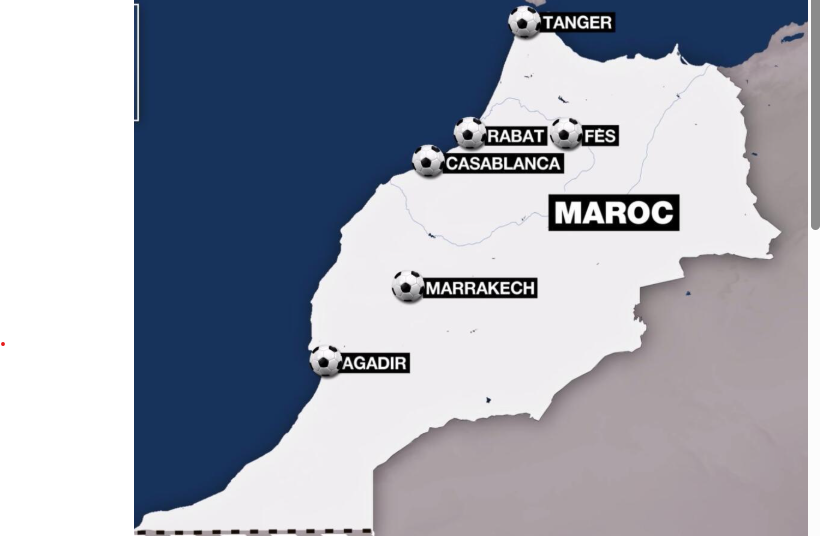 TANGER
RABAT
FÈS
CASABLANCA
MAROC
MARRAKECH
AGADIR